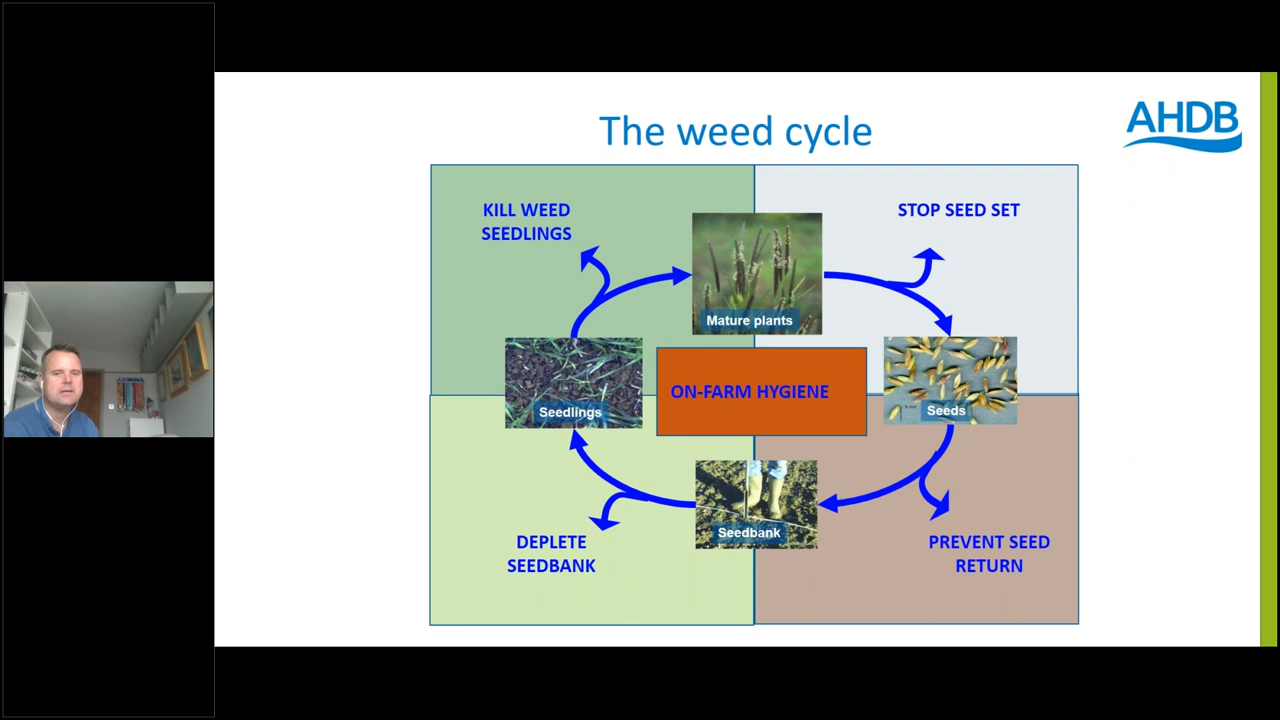 The weed cycle
AHDB
KILL WEED
SEEDLINGS
STOP SEED SET
Mature plants
Seedlings
ON-FARM HYGIENE
Seeds
Seedbank
DEPLETE
SEEDBANK
PREVENT SEED
RETURN